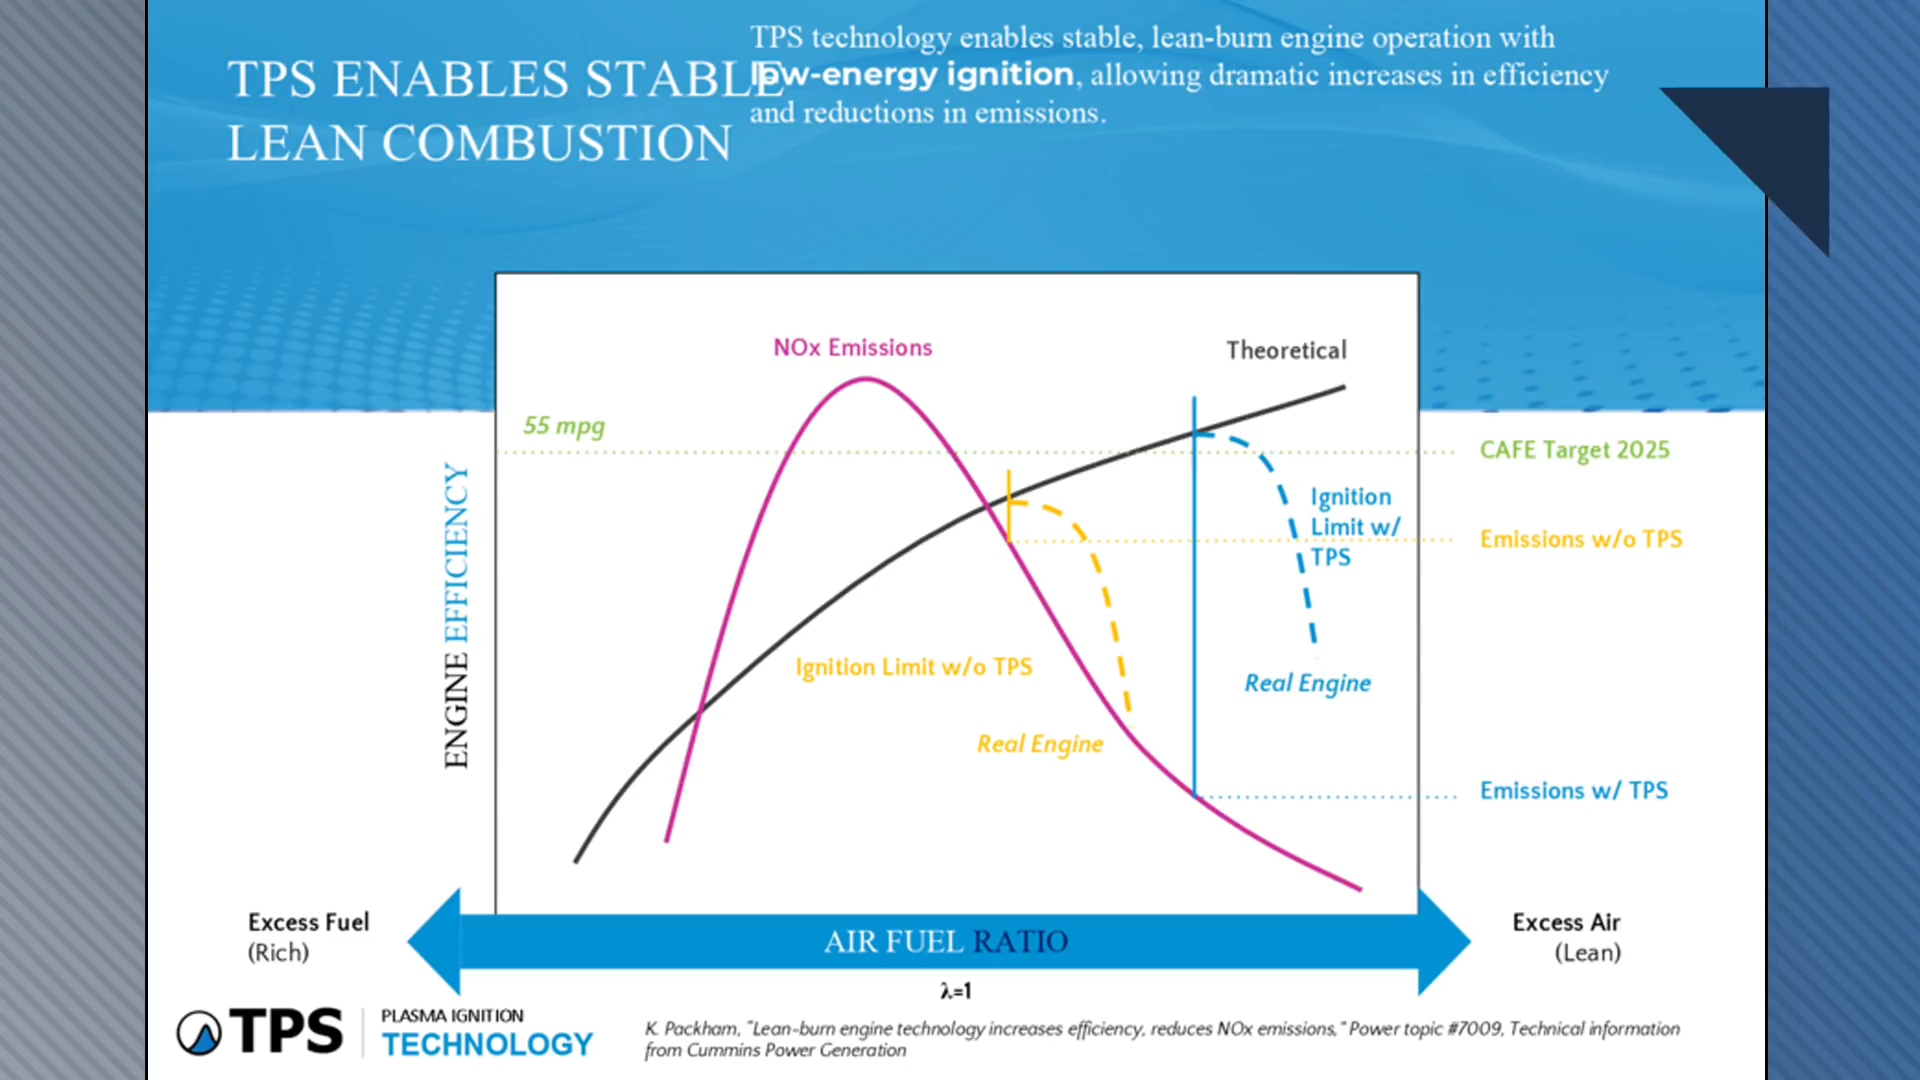 TPS ENABLES STABLE
LEAN COMBUSTION
TPS technology enables stable, lean-burn engine operation with
low-energy ignition, allowing dramatic increases in efficiency
and reductions in emissions.
NOx Emissions
Theoretical
55 mpg
CAFE Target 2025
Ignition
Limit w/
TPS
Emissions w/o TPS
ENGINE EFFICIENCY
Ignition Limit w/o TPS
Real Engine
Real Engine
Emissions w/ TPS
Excess Fuel
(Rich)
AIR FUEL RATIO
Excess Air
(Lean)
λ=1
TPS
PLASMA IGNITION
TECHNOLOGY
K. Packham, "Lean-burn engine technology increases efficiency, reduces NOx emissions," Power topic #7009, Technical information
from Cummins Power Generation